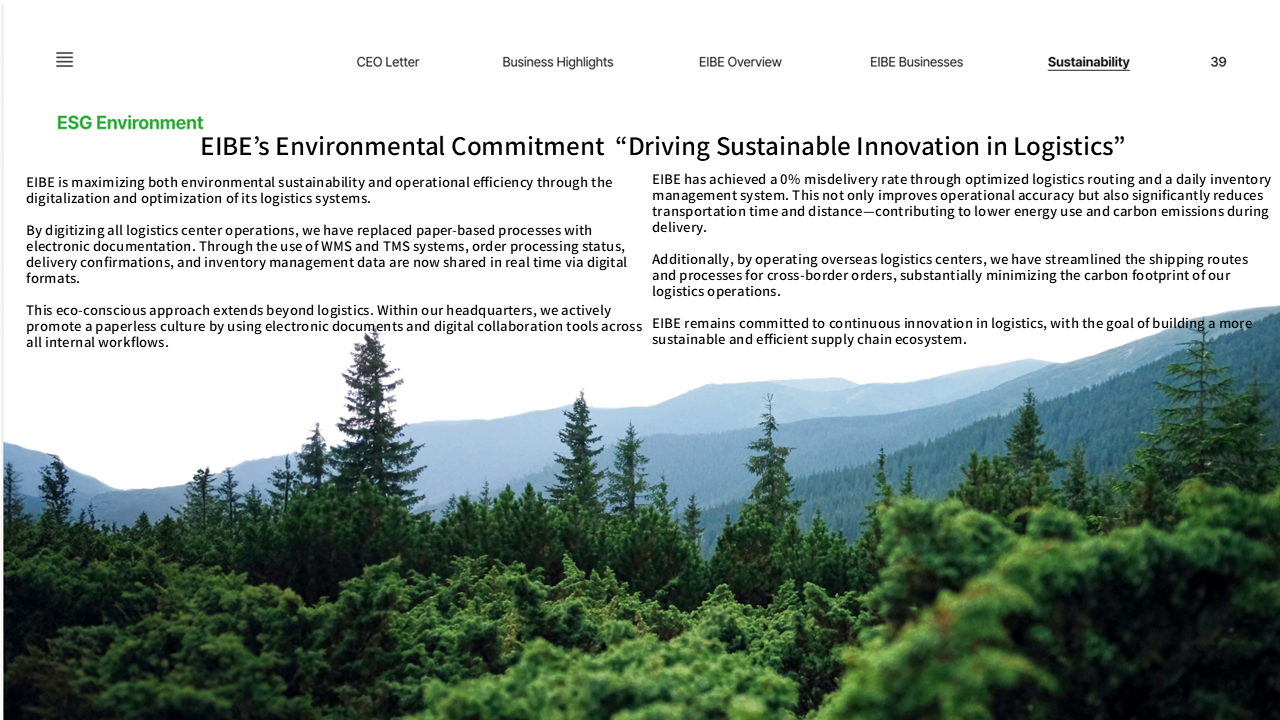 CEO Letter
Business Highlights
EIBE Overview
EIBE Businesses
Sustainability
39
ESG Environment
EIBE’s Environmental Commitment “Driving Sustainable Innovation in Logistics”
EIBE is maximizing both environmental sustainability and operational efficiency through the
digitalization and optimization of its logistics systems.
By digitizing all logistics center operations, we have replaced paper-based processes with
electronic documentation. Through the use of WMS and TMS systems, order processing status,
delivery confirmations, and inventory management data are now shared in real time via digital
formats.
This eco-conscious approach extends beyond logistics. Within our headquarters, we actively
promote a paperless culture by using electronic documents and digital collaboration tools across
all internal workflows.
EIBE has achieved a 0% misdelivery rate through optimized logistics routing and a daily inventory
management system. This not only improves operational accuracy but also significantly reduces
transportation time and distance—contributing to lower energy use and carbon emissions during
delivery.
Additionally, by operating overseas logistics centers, we have streamlined the shipping routes
and processes for cross-border orders, substantially minimizing the carbon footprint of our
logistics operations.
EIBE remains committed to continuous innovation in logistics, with the goal of building a more
sustainable and efficient supply chain ecosystem.